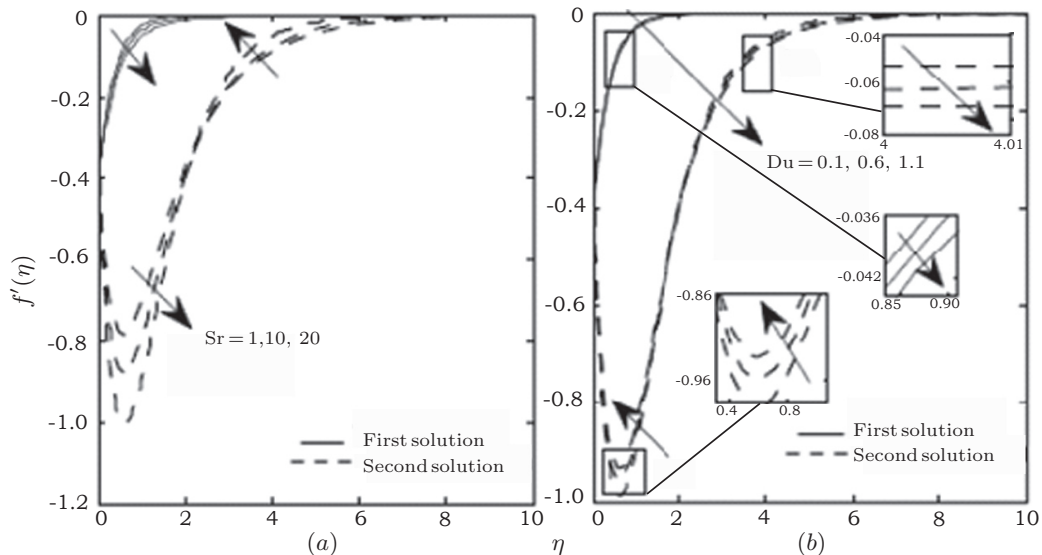 0
-0.2
-0.4
-0.6
-0.8
-1.0
-1.2
0 2 4 6 8 10
f′(η)
Sr = 1,10, 20
First solution
Second solution
(a)
η
0
-0.2
-0.4
-0.6
-0.8
-1.0
0 2 4 6 8 10
Du = 0.1, 0.6, 1.1
-0.04
-0.06
-0.08
4 4.01
-0.036
-0.042
0.85 0.90
-0.86
-0.96
0.4 0.8
First solution
Second solution
(b)